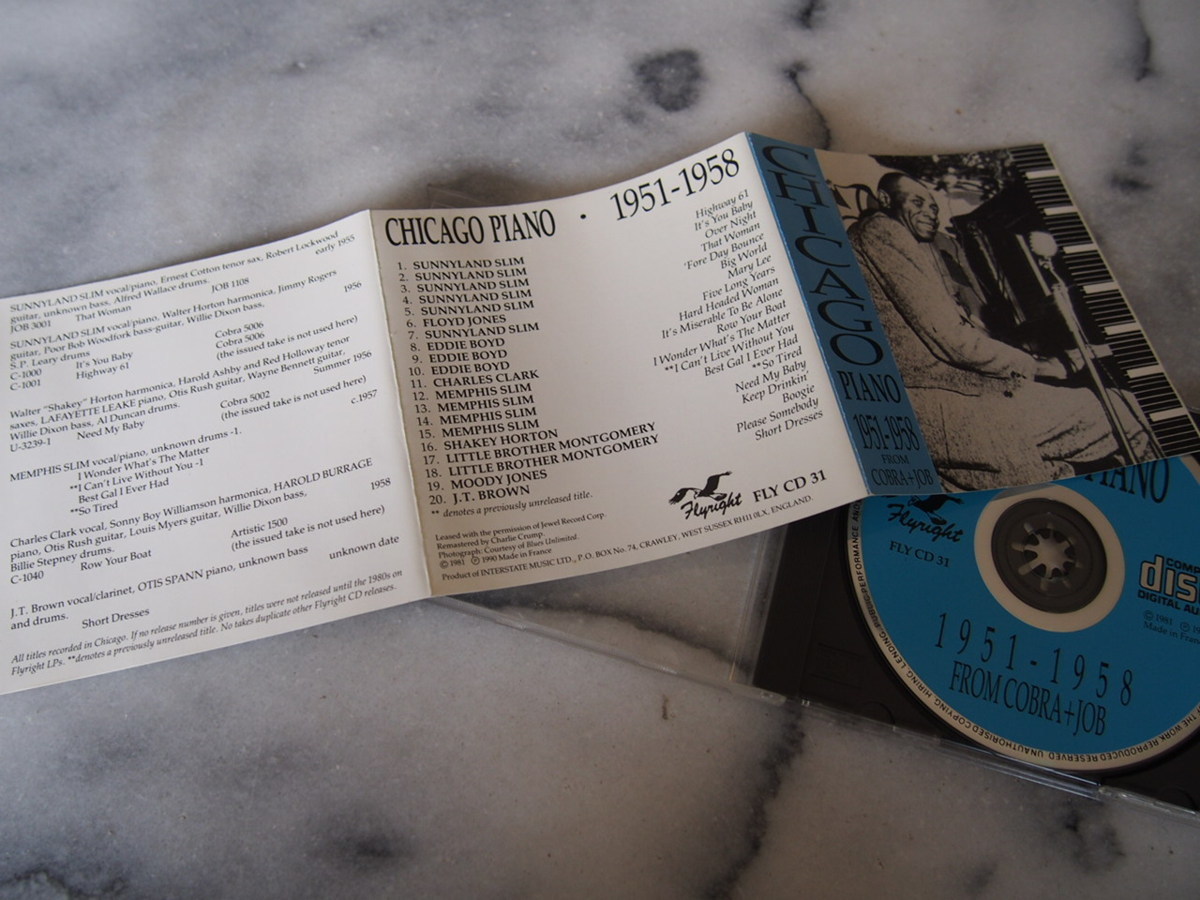 SUNNYLAND SLIM vocal/piano, Ernest Cotton tenor sax, Robert Lockwood
guitar, unknown bass, Alfred Wallace drums. early 1955
JOB 3001 That Woman JOB 1108
SUNNYLAND SLIM vocal/piano, Walter Horton harmonica, Jimmy Rogers
guitar, Poor Bob Woodfork bass-guitar, Willie Dixon bass,
S.P. Leary drums 1956
C-1000 It's You Baby Cobra 5006
C-1001 Highway 61 Cobra 5006
(the issued take is not used here)
Walter "Shakey" Horton harmonica, Harold Ashby and Red Holloway tenor
saxes, LAFAYETTE LEAKE piano, Otis Rush guitar, Wayne Bennett guitar,
Willie Dixon bass, Al Duncan drums. Summer 1956
U-3239-1 Need My Baby Cobra 5002
(the issued take is not used here)
MEMPHIS SLIM vocal/piano, unknown drums -1. c.1957
I Wonder What's The Matter
**I Can't Live Without You -1
Best Gal I Ever Had
**So Tired
Charles Clark vocal, Sonny Boy Williamson harmonica, HAROLD BURRAGE
piano, Otis Rush guitar, Louis Myers guitar, Willie Dixon bass,
Billie Stepney drums. 1958
C-1040 Row Your Boat Artistic 1500
(the issued take is not used here)
J.T. Brown vocal/clarinet, OTIS SPANN piano, unknown bass
and drums. unknown date
Short Dresses
All titles recorded in Chicago. If no release number is given, titles were not released until the 1980s on
Flyright LPs. **denotes a previously unreleased title. No takes duplicate other Flyright CD releases.
CHICAGO PIANO · 1951-1958
1. SUNNYLAND SLIM Highway 61
2. SUNNYLAND SLIM It's You Baby
3. SUNNYLAND SLIM Over Night
4. SUNNYLAND SLIM That Woman
5. SUNNYLAND SLIM 'Fore Day Bounce
6. FLOYD JONES Big World
7. SUNNYLAND SLIM Mary Lee
8. EDDIE BOYD Five Long Years
9. EDDIE BOYD Hard Headed Woman
10. EDDIE BOYD It's Miserable To Be Alone
11. CHARLES CLARK Row Your Boat
12. MEMPHIS SLIM I Wonder What's The Matter
13. MEMPHIS SLIM **I Can't Live Without You
14. MEMPHIS SLIM Best Gal I Ever Had
15. MEMPHIS SLIM **So Tired
16. SHAKEY HORTON Need My Baby
17. LITTLE BROTHER MONTGOMERY Keep Drinkin'
18. LITTLE BROTHER MONTGOMERY Boogie
19. MOODY JONES Please Somebody
20. J.T. BROWN Short Dresses
** denotes a previously unreleased title.
Leased with the permission of Jewel Record Corp.
Remastered by Charlie Crump.
Photograph: Courtesy of Blues Unlimited.
© 1981 ℗ 1990 Made in France
Product of INTERSTATE MUSIC LTD., P.O. BOX No. 74, CRAWLEY, WEST SUSSEX RH11 0LX, ENGLAND.
Flyright FLY CD 31
CHICAGO
PIANO
1951-1958
FROM
COBRA+JOB
PIANO
Flyright
FLY CD 31
DIGITAL
© 1981
Made in
1951-1958
FROM COBRA+JOB
THE WORK REPRODUCED RESERVED UNAUTHORISED COPYING, HIRING, LENDING, PUBLIC PERFORMANCE